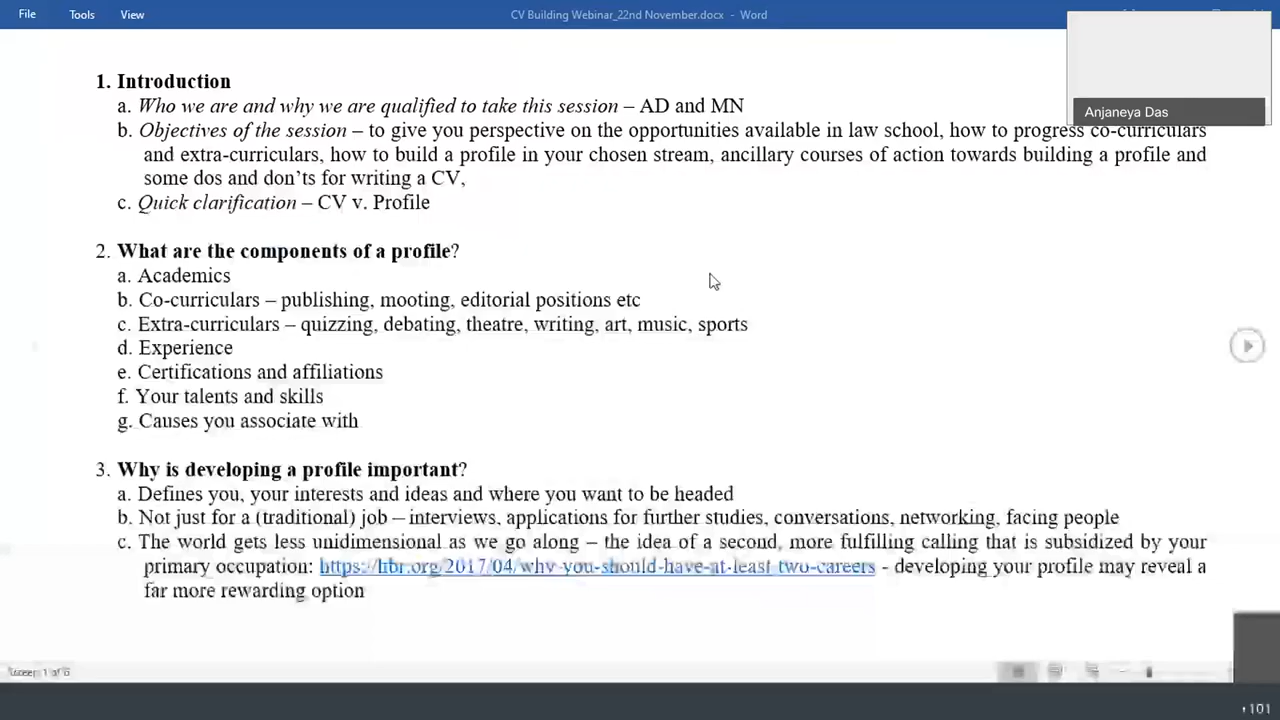 File Tools View CV Building Webinar_22nd November.docx - Word
Anjaneya Das
1. Introduction
a. Who we are and why we are qualified to take this session – AD and MN
b. Objectives of the session – to give you perspective on the opportunities available in law school, how to progress co-curriculars
and extra-curriculars, how to build a profile in your chosen stream, ancillary courses of action towards building a profile and
some dos and don'ts for writing a CV,
c. Quick clarification – CV v. Profile
2. What are the components of a profile?
a. Academics
b. Co-curriculars – publishing, mooting, editorial positions etc
c. Extra-curriculars – quizzing, debating, theatre, writing, art, music, sports
d. Experience
e. Certifications and affiliations
f. Your talents and skills
g. Causes you associate with
3. Why is developing a profile important?
a. Defines you, your interests and ideas and where you want to be headed
b. Not just for a (traditional) job – interviews, applications for further studies, conversations, networking, facing people
c. The world gets less unidimensional as we go along – the idea of a second, more fulfilling calling that is subsidized by your
primary occupation: https://hbr.org/2017/04/why-you-should-have-at-least-two-careers - developing your profile may reveal a
far more rewarding option
101